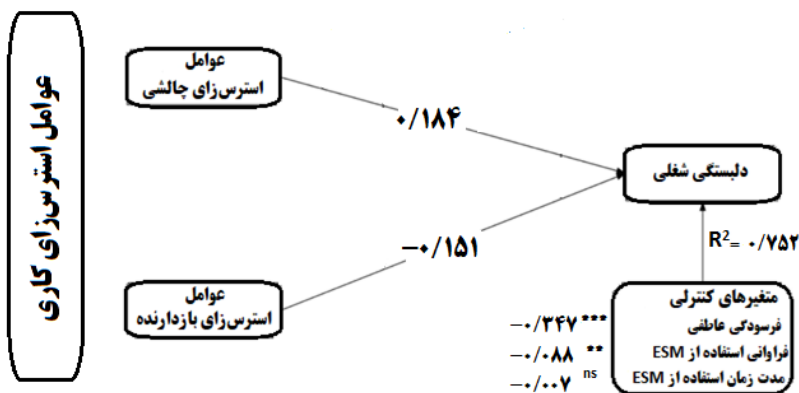 عوامل استرس‌زای کاری
عوامل
استرس‌زای چالشی
۰/۱۸۴
دلبستگی شغلی
-۰/۱۵۱
R²= ۰/۷۵۲
عوامل
استرس‌زای بازدارنده
متغیرهای کنترلی
-۰/۳۴۷ *** فرسودگی عاطفی
-۰/۰۸۸ ** فراوانی استفاده از ESM
-۰/۰۰۷ ns مدت زمان استفاده از ESM